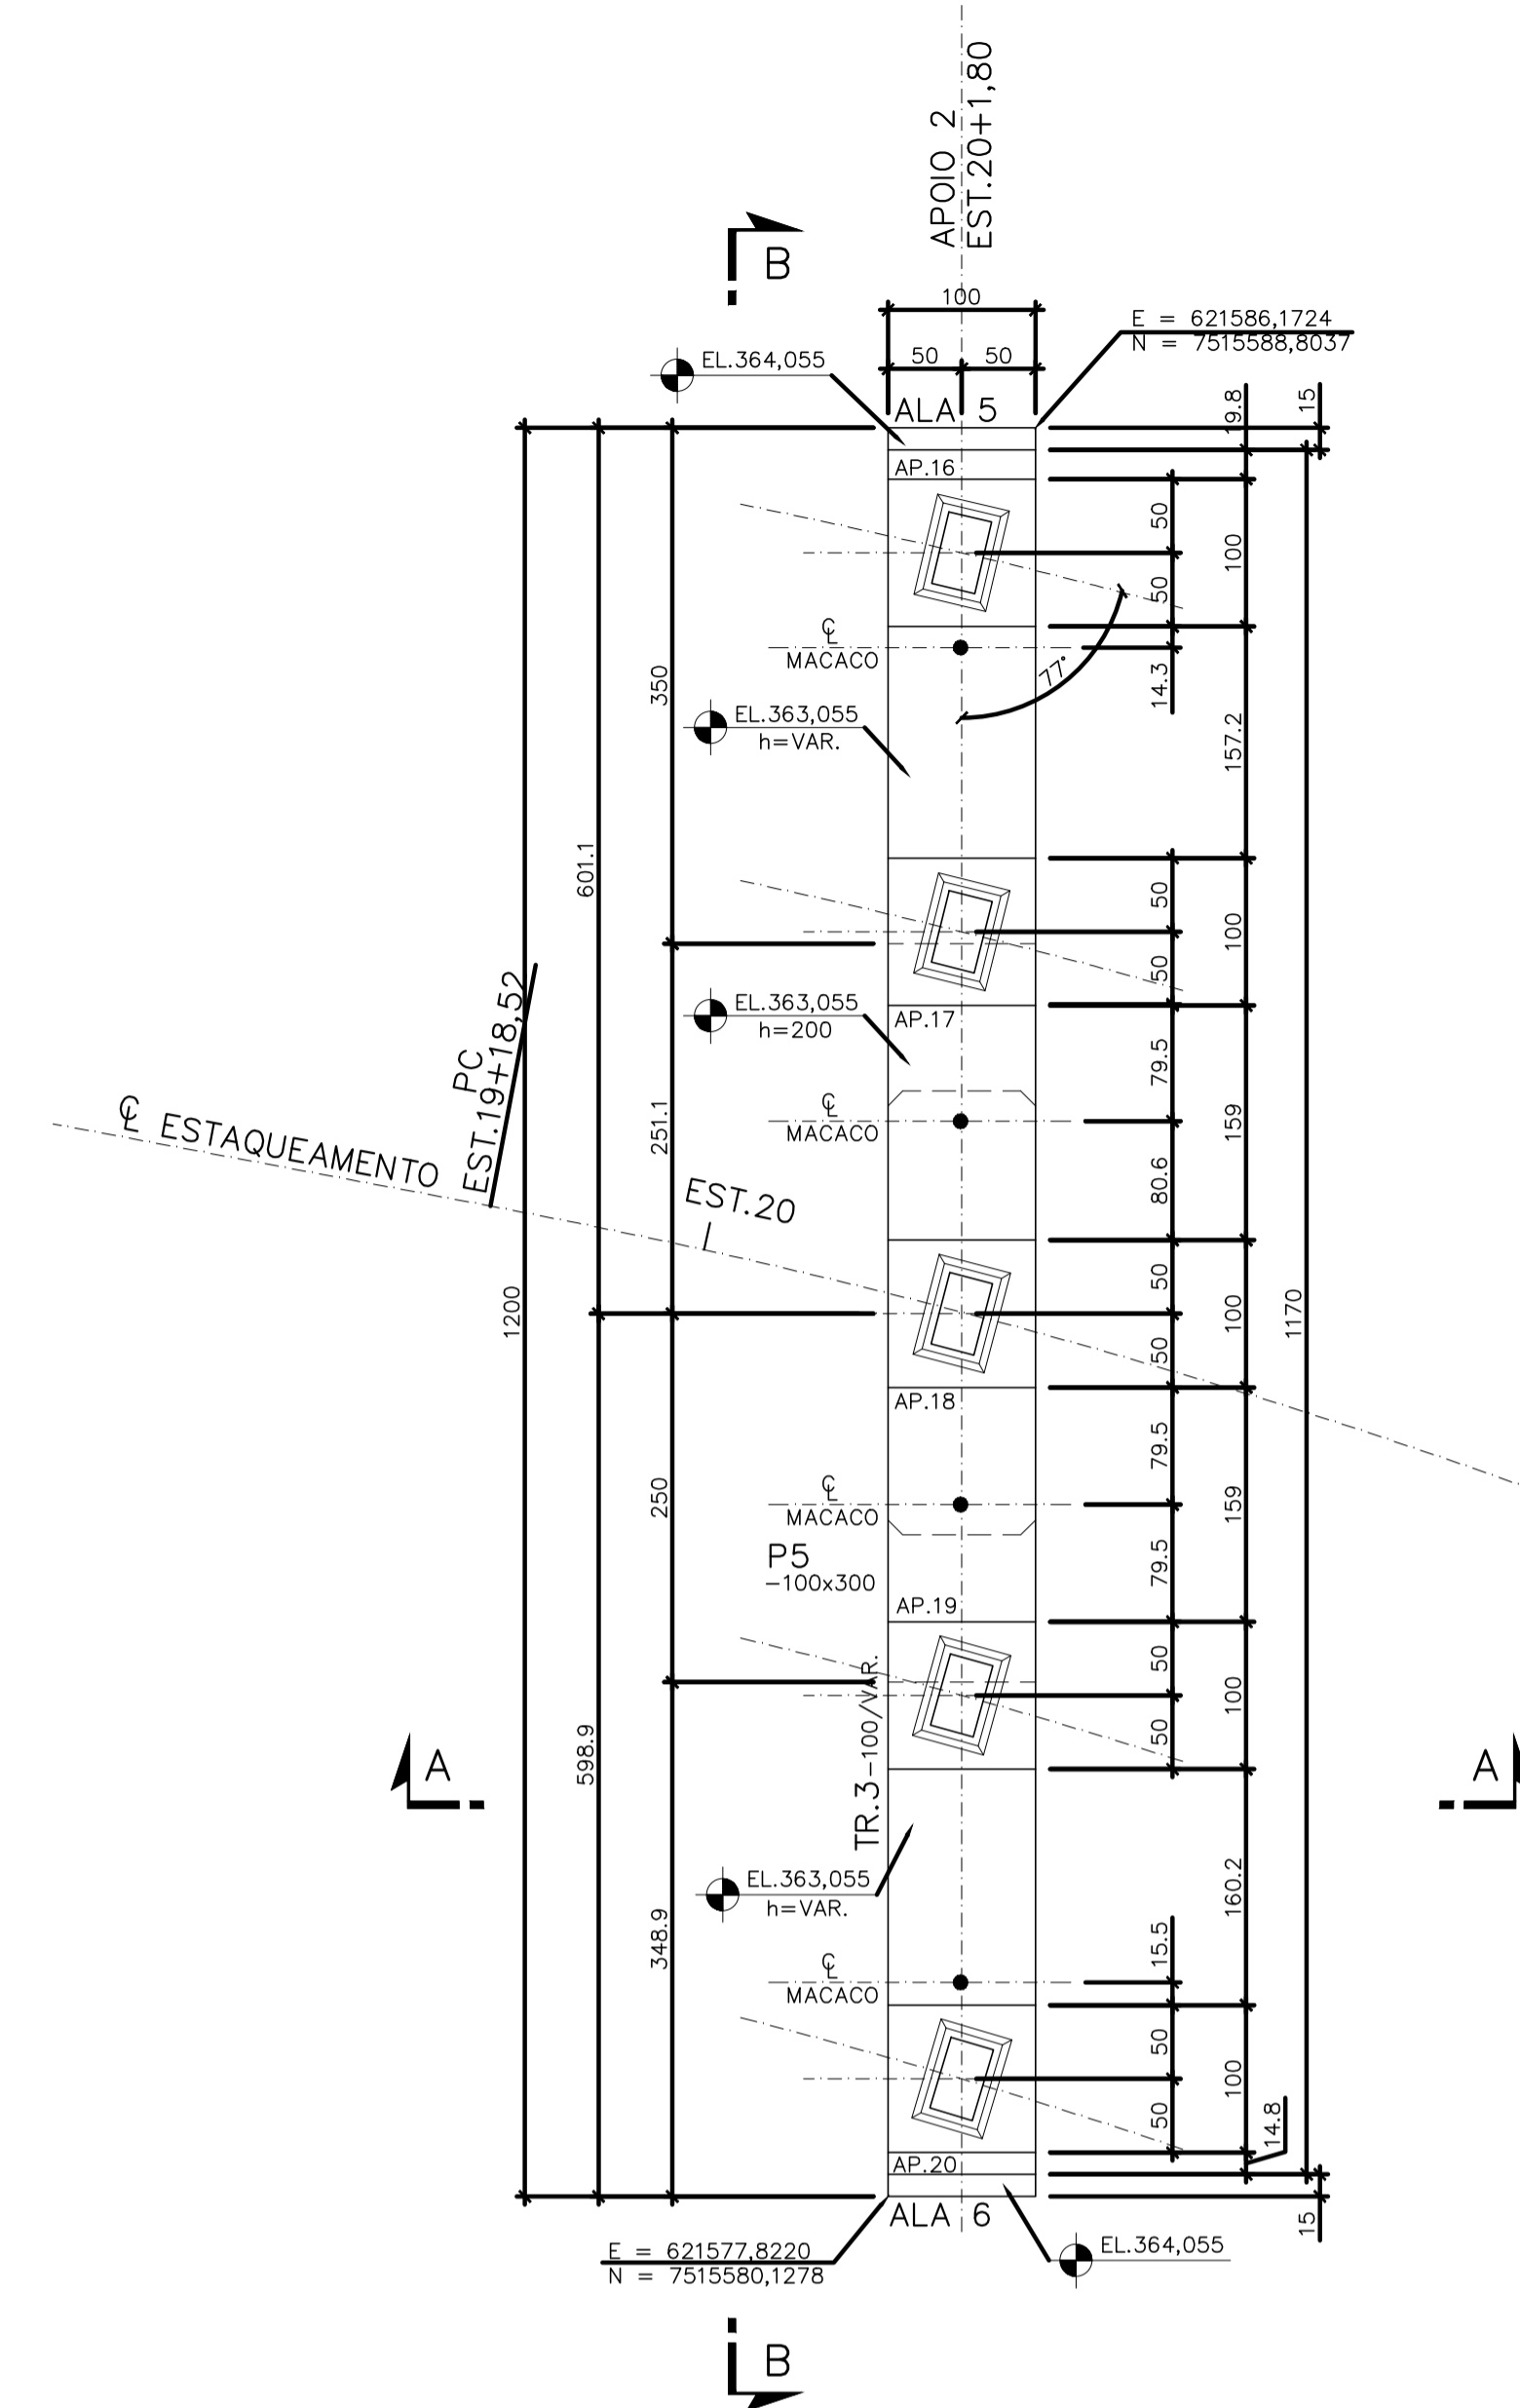 APOIO 2
EST.20+1,80
B
100
E = 621586,1724
N = 7515588,8037
50
50
EL.364,055
ALA 5
19.8
15
AP.16
50
100
50
℄
MACACO
77°
14.3
350
EL.363,055
h=VAR.
157.2
601.1
50
100
50
PC
EST.19+18,52
EL.363,055
h=200
AP.17
79.5
℄ ESTAQUEAMENTO
251.1
℄
MACACO
159
80.6
EST.20
1200
50
100
50
1170
AP.18
79.5
250
℄
MACACO
159
P5
-100x300
79.5
AP.19
TR.3-100/VAR.
50
100
50
598.9
A
A
EL.363,055
h=VAR.
160.2
348.9
15.5
℄
MACACO
50
100
50
14.8
AP.20
ALA 6
15
E = 621577,8220
N = 7515580,1278
EL.364,055
B